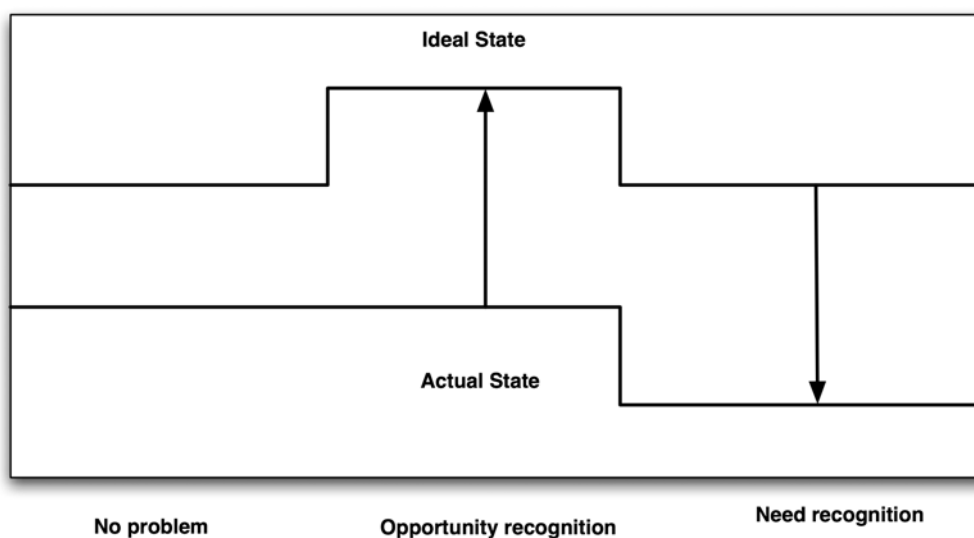 Ideal State
Actual State
No problem
Opportunity recognition
Need recognition